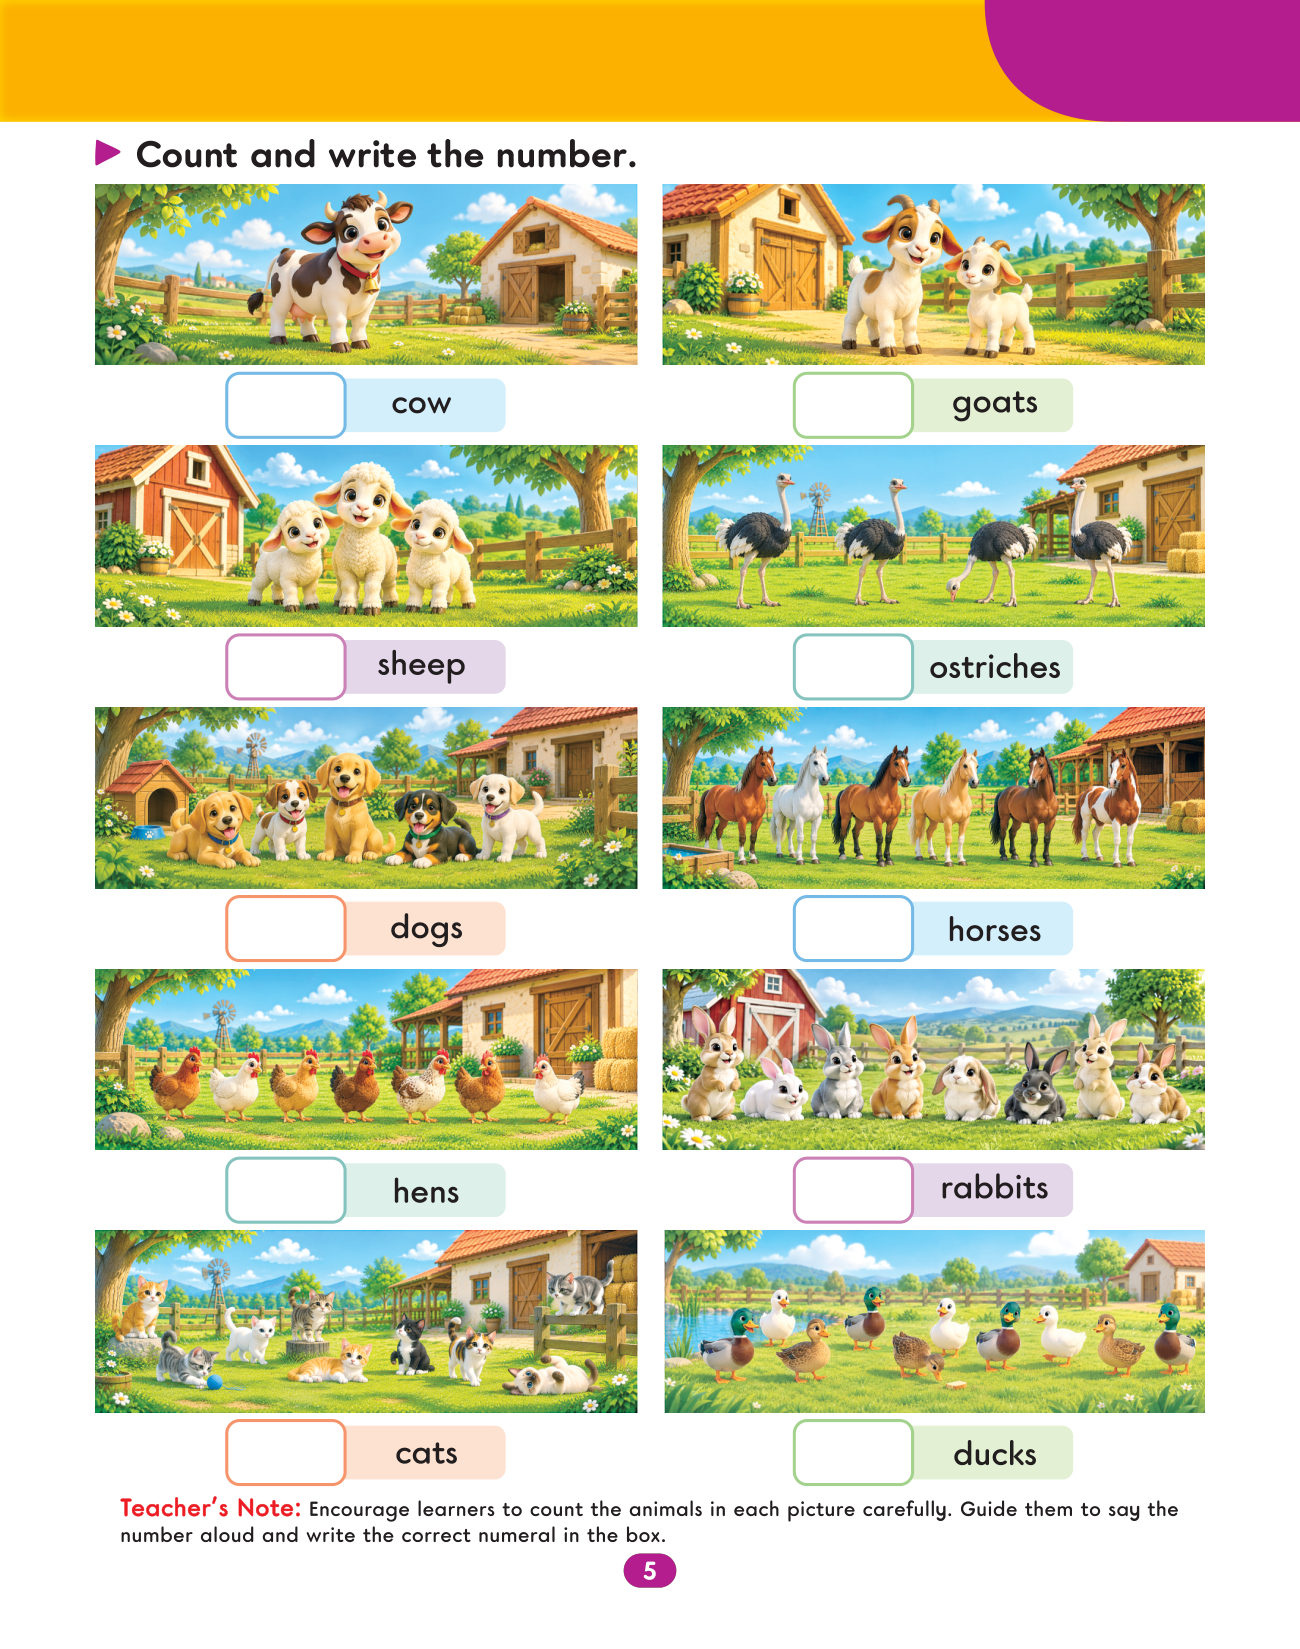 Count and write the number.
cow
goats
sheep
ostriches
dogs
horses
hens
rabbits
cats
ducks
Teacher's Note: Encourage learners to count the animals in each picture carefully. Guide them to say the
number aloud and write the correct numeral in the box.
5